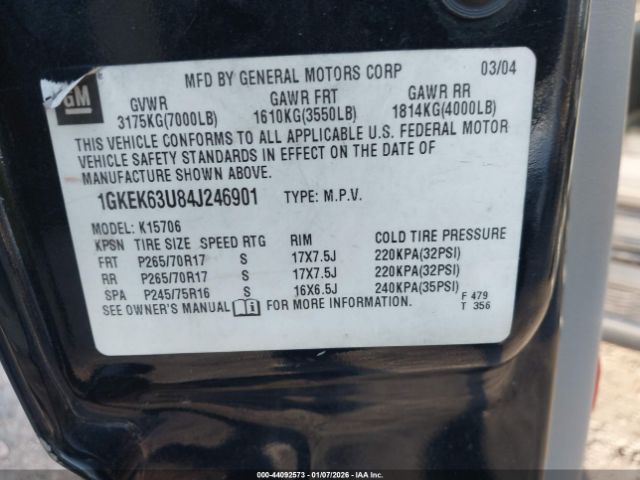 MFD BY GENERAL MOTORS CORP 03/04
GM
GVWR GAWR FRT GAWR RR
3175KG(7000LB) 1610KG(3550LB) 1814KG(4000LB)
THIS VEHICLE CONFORMS TO ALL APPLICABLE U.S. FEDERAL MOTOR
VEHICLE SAFETY STANDARDS IN EFFECT ON THE DATE OF
MANUFACTURE SHOWN ABOVE.
1GKEK63U84J246901 TYPE: M.P.V.
MODEL: K15706
KPSN TIRE SIZE SPEED RTG RIM COLD TIRE PRESSURE
FRT P265/70R17 S 17X7.5J 220KPA(32PSI)
RR P265/70R17 S 17X7.5J 220KPA(32PSI)
SPA P245/75R16 S 16X6.5J 240KPA(35PSI)
SEE OWNER'S MANUAL FOR MORE INFORMATION.
F 479
T 356
000-44092573 - 01/07/2026 - IAAI.CA